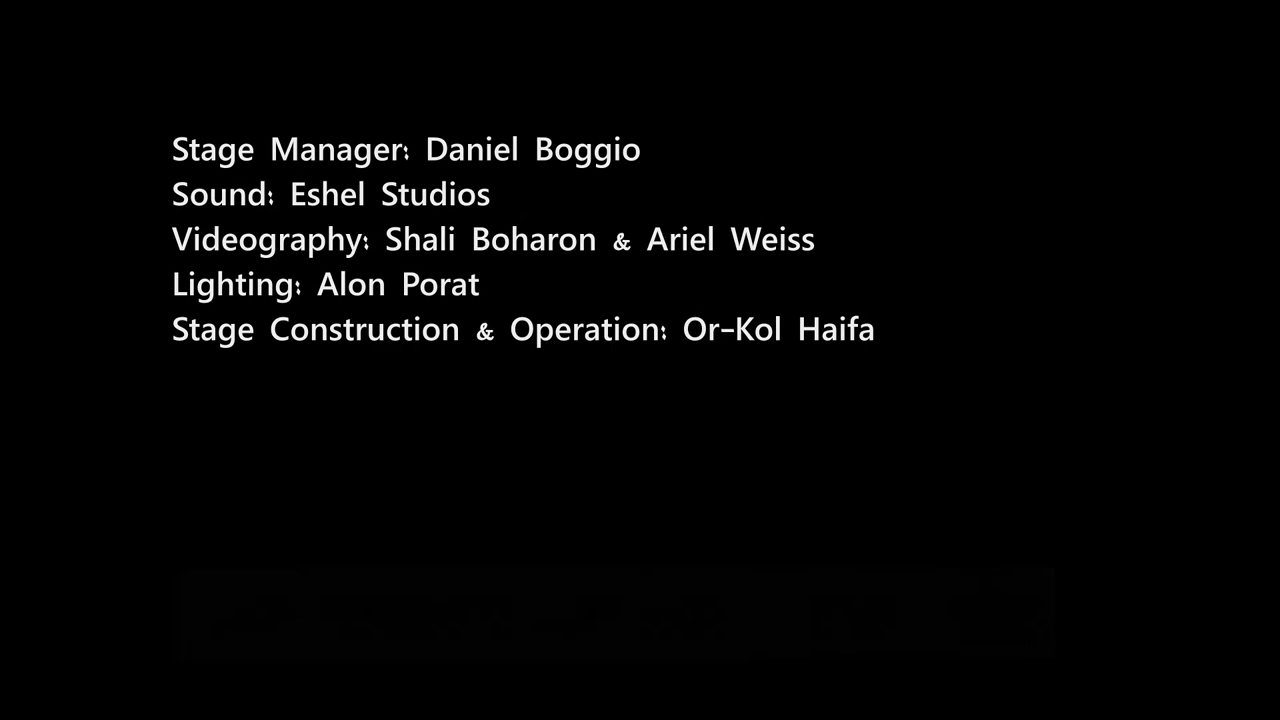 Stage Manager: Daniel Boggio
Sound: Eshel Studios
Videography: Shali Boharon & Ariel Weiss
Lighting: Alon Porat
Stage Construction & Operation: Or-Kol Haifa